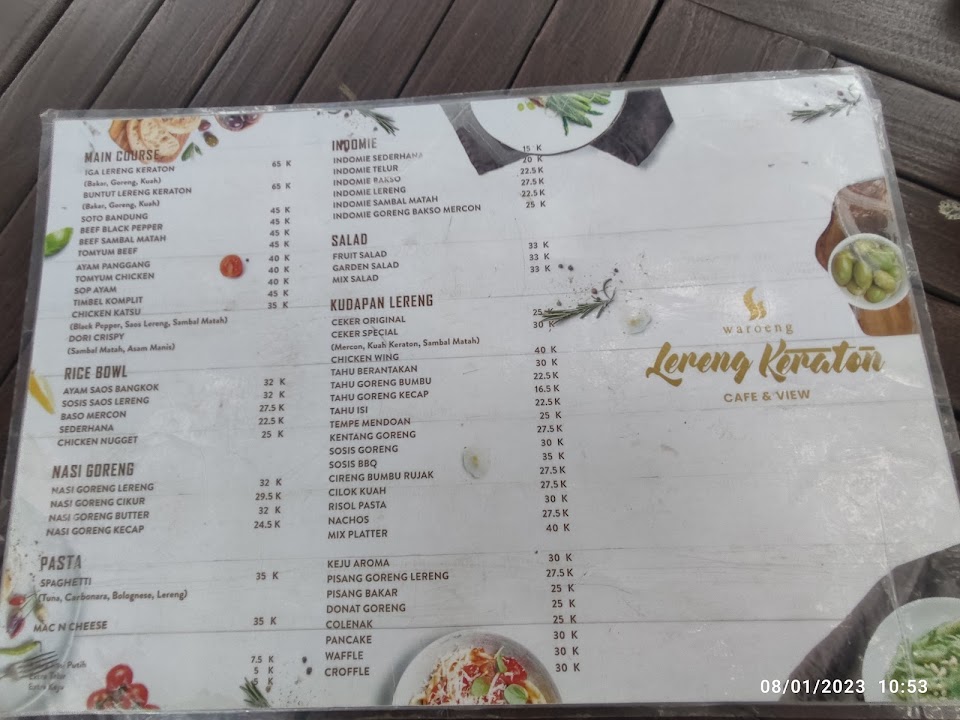 MAIN COURSE
IGA LERENG KERATON 65 K
(Bakar, Goreng, Kuah)
BUNTUT LERENG KERATON 65 K
(Bakar, Goreng, Kuah)
SOTO BANDUNG 45 K
BEEF BLACK PEPPER 45 K
BEEF SAMBAL MATAH 45 K
TOMYUM BEEF 45 K
AYAM PANGGANG 40 K
TOMYUM CHICKEN 40 K
SOP AYAM 40 K
TIMBEL KOMPLIT 45 K
CHICKEN KATSU 35 K
(Black Pepper, Saos Lereng, Sambal Matah)
DORI CRISPY
(Sambal Matah, Asam Manis)
RICE BOWL
AYAM SAOS BANGKOK 32 K
SOSIS SAOS LERENG 32 K
BASO MERCON 27.5 K
SEDERHANA 22.5 K
CHICKEN NUGGET 25 K
NASI GORENG
NASI GORENG LERENG 32 K
NASI GORENG CIKUR 29.5 K
NASI GORENG BUTTER 32 K
NASI GORENG KECAP 24.5 K
PASTA
SPAGHETTI 35 K
(Tuna, Carbonara, Bolognese, Lereng)
MAC N CHEESE 35 K
Putih 7.5 K
Extra 5 K
Extra Keju 5 K
INDOMIE
INDOMIE SEDERHANA 15 K
INDOMIE TELUR 20 K
INDOMIE BAKSO 22.5 K
INDOMIE LERENG 27.5 K
INDOMIE SAMBAL MATAH 22.5 K
INDOMIE GORENG BAKSO MERCON 25 K
SALAD
FRUIT SALAD 33 K
GARDEN SALAD 33 K
MIX SALAD 33 K
KUDAPAN LERENG
CEKER ORIGINAL 25
CEKER SPECIAL 30 K
(Mercon, Kuah Keraton, Sambal Matah)
CHICKEN WING 40 K
TAHU BERANTAKAN 30 K
TAHU GORENG BUMBU 22.5 K
TAHU GORENG KECAP 16.5 K
TAHU ISI 22.5 K
TEMPE MENDOAN 25 K
KENTANG GORENG 27.5 K
SOSIS GORENG 30 K
SOSIS BBQ 35 K
CIRENG BUMBU RUJAK 27.5 K
CILOK KUAH 27.5 K
RISOL PASTA 30 K
NACHOS 27.5 K
MIX PLATTER 40 K
KEJU AROMA 30 K
PISANG GORENG LERENG 27.5 K
PISANG BAKAR 25 K
DONAT GORENG 25 K
COLENAK 25 K
PANCAKE 30 K
WAFFLE 30 K
CROFFLE 30 K
waroeng
Lereng Keraton
CAFE & VIEW
08/01/2023 10:53